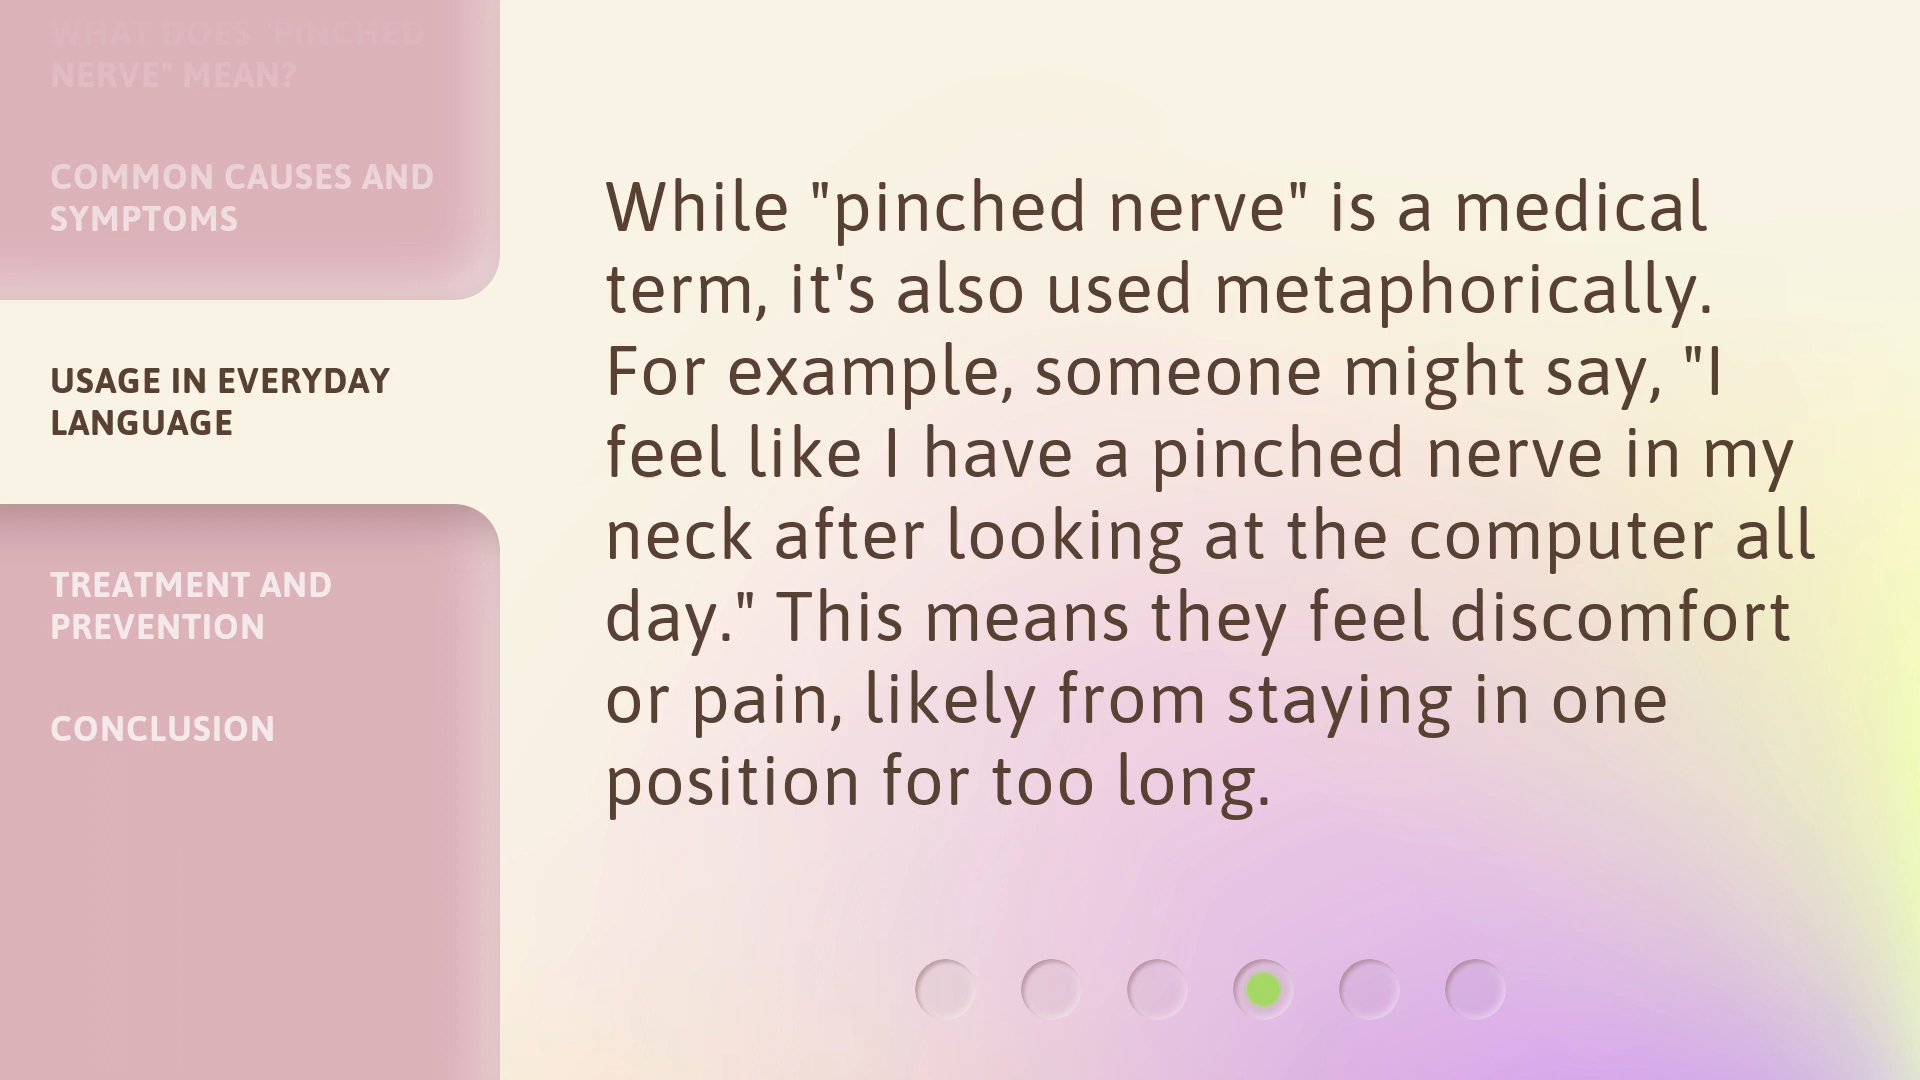 WHAT DOES "PINCHED
NERVE" MEAN?
COMMON CAUSES AND
SYMPTOMS
USAGE IN EVERYDAY
LANGUAGE
TREATMENT AND
PREVENTION
CONCLUSION
While "pinched nerve" is a medical
term, it's also used metaphorically.
For example, someone might say, "I
feel like I have a pinched nerve in my
neck after looking at the computer all
day." This means they feel discomfort
or pain, likely from staying in one
position for too long.